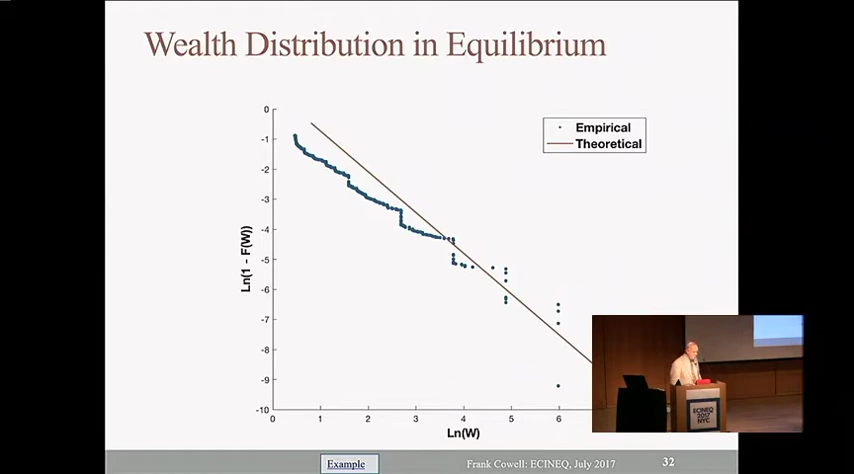 Wealth Distribution in Equilibrium
0
-1
-2
-3
-4
-5
-6
-7
-8
-9
-10
Ln(1 - F(W))
Empirical
Theoretical
0 1 2 3 4 5 6
Ln(W)
ECINEQ
2017
NYC
Example
Frank Cowell: ECINEQ, July 2017
32